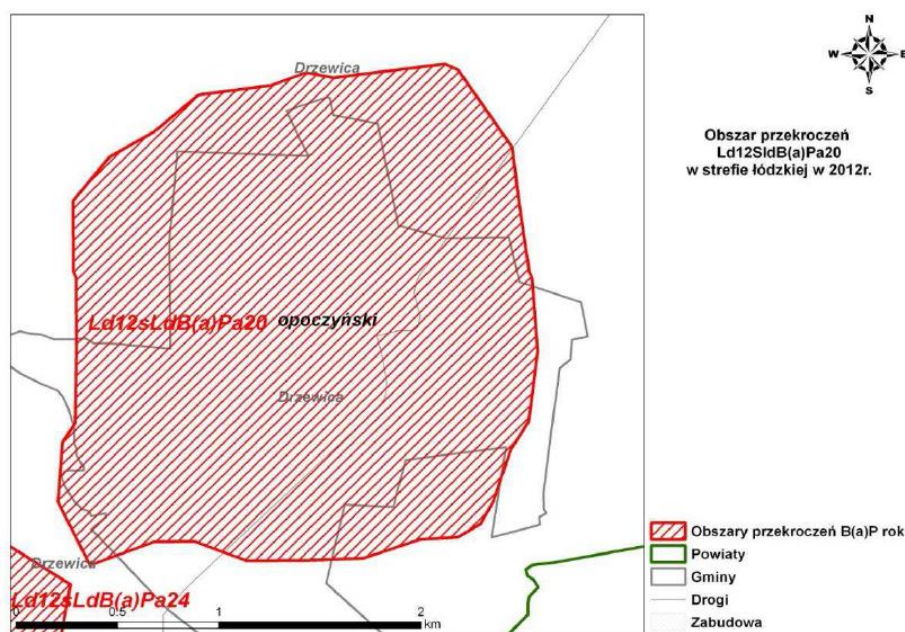 Drzewica
Ld12sLdB(a)Pa20
opoczyński
Drzewica
Drzewica
Ld12sLdB(a)Pa24
0 0.5 1 2
km
N
W E
S
Obszar przekroczeń
Ld12SldB(a)Pa20
w strefie łódzkiej w 2012r.
Obszary przekroczeń B(a)P rok
Powiaty
Gminy
Drogi
Zabudowa